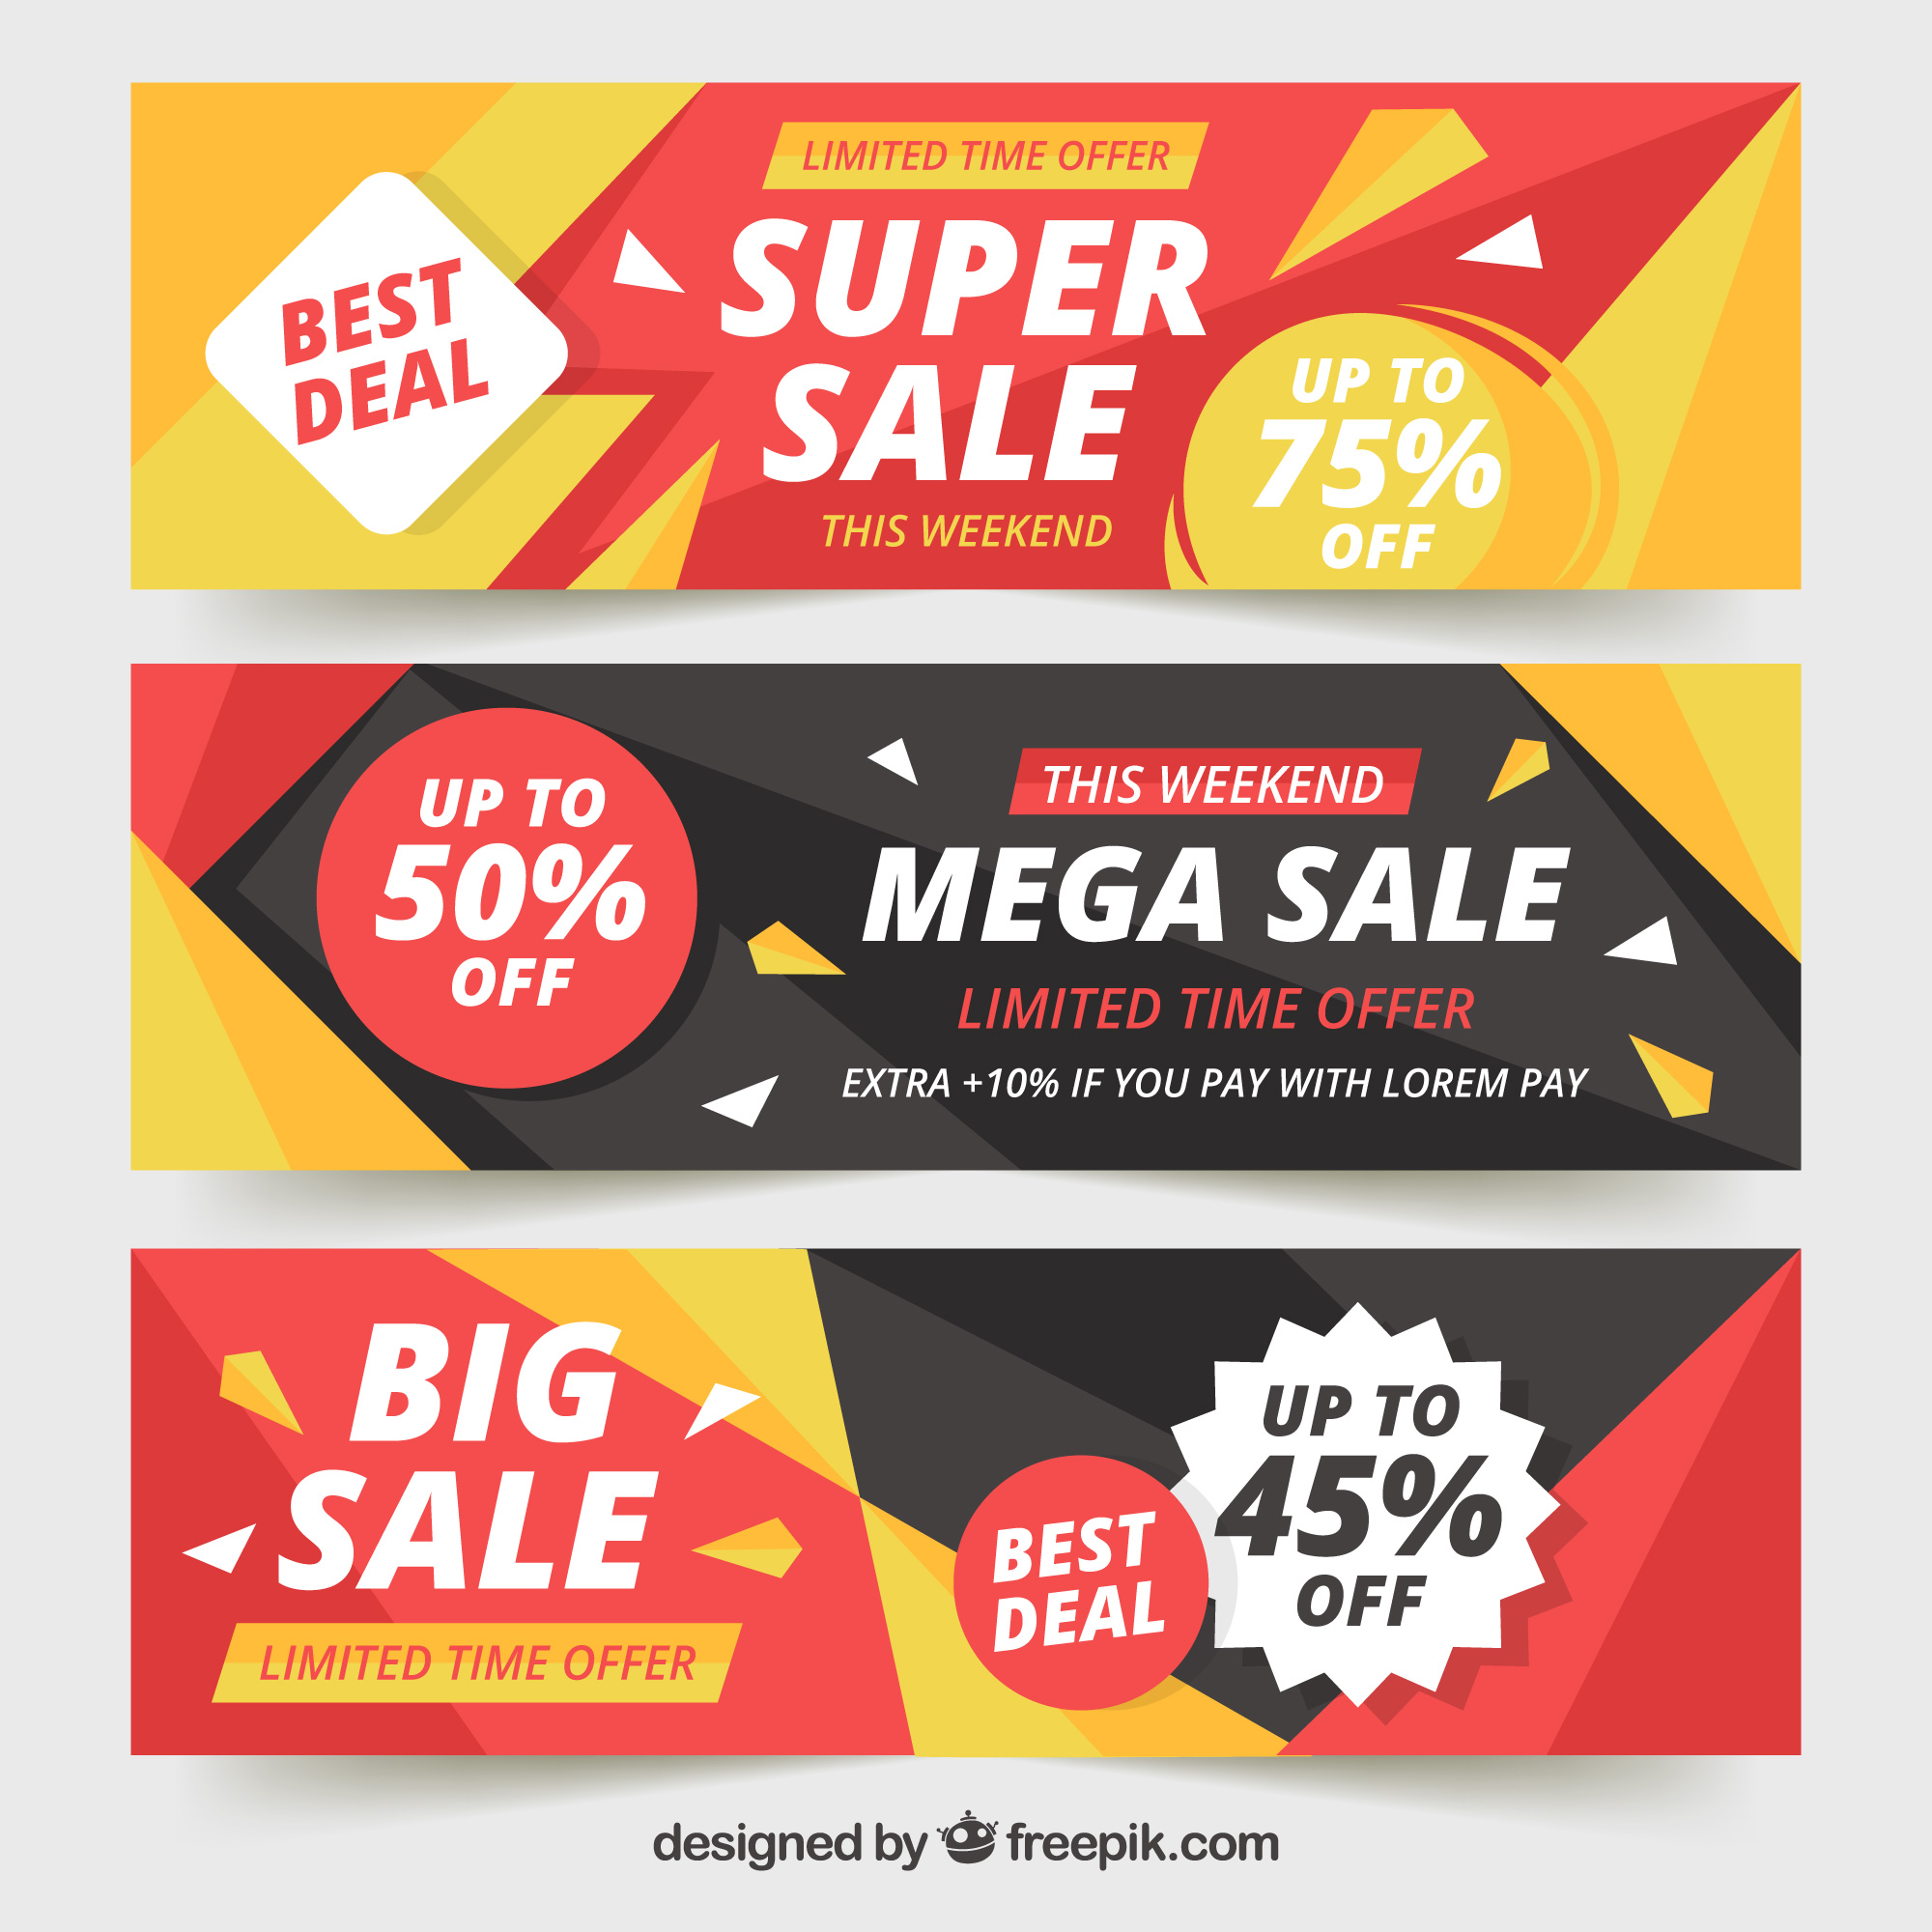 BEST
DEAL
LIMITED TIME OFFER
SUPER
SALE
THIS WEEKEND
UP TO
75%
OFF
UP TO
50%
OFF
THIS WEEKEND
MEGA SALE
LIMITED TIME OFFER
EXTRA +10% IF YOU PAY WITH LOREM PAY
BIG
SALE
LIMITED TIME OFFER
BEST
DEAL
UP TO
45%
OFF
designed by freepik.com